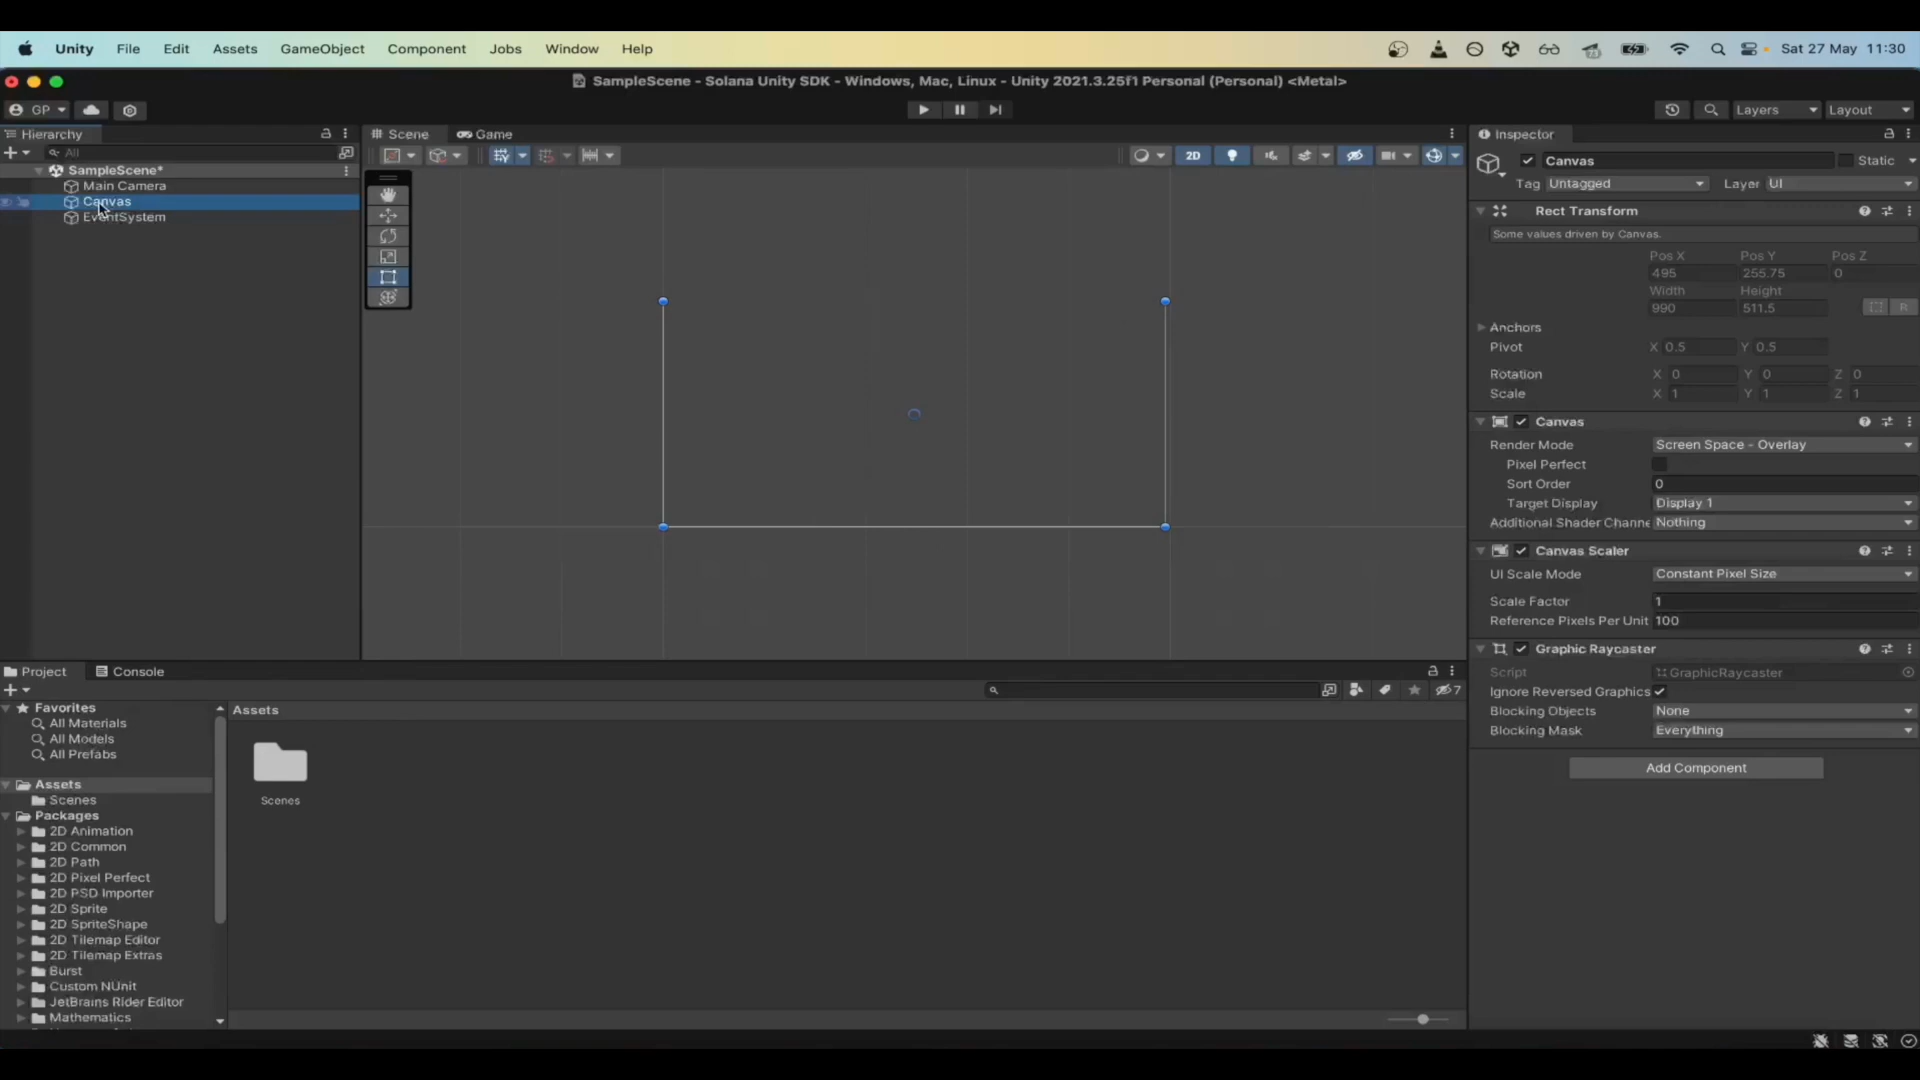 Unity File Edit Assets GameObject Component Jobs Window Help Sat 27 May 11:30
SampleScene - Solana Unity SDK - Windows, Mac, Linux - Unity 2021.3.25f1 Personal (Personal) <Metal>
GP Layers Layout
Hierarchy
All
SampleScene*
Main Camera
Canvas
EventSystem
Scene Game
2D
Inspector
Canvas Static
Tag Untagged Layer UI
Rect Transform
Some values driven by Canvas.
Pos X Pos Y Pos Z
495 255.75 0
Width Height
990 511.5 R
Anchors
Pivot X 0.5 Y 0.5
Rotation X 0 Y 0 Z 0
Scale X 1 Y 1 Z 1
Canvas
Render Mode Screen Space - Overlay
Pixel Perfect
Sort Order 0
Target Display Display 1
Additional Shader Channe Nothing
Canvas Scaler
UI Scale Mode Constant Pixel Size
Scale Factor 1
Reference Pixels Per Unit 100
Graphic Raycaster
Script GraphicRaycaster
Ignore Reversed Graphics
Blocking Objects None
Blocking Mask Everything
Add Component
Project Console
7
Favorites
All Materials
All Models
All Prefabs
Assets
Scenes
Packages
2D Animation
2D Common
2D Path
2D Pixel Perfect
2D PSD Importer
2D Sprite
2D SpriteShape
2D Tilemap Editor
2D Tilemap Extras
Burst
Custom NUnit
JetBrains Rider Editor
Mathematics
Assets
Scenes